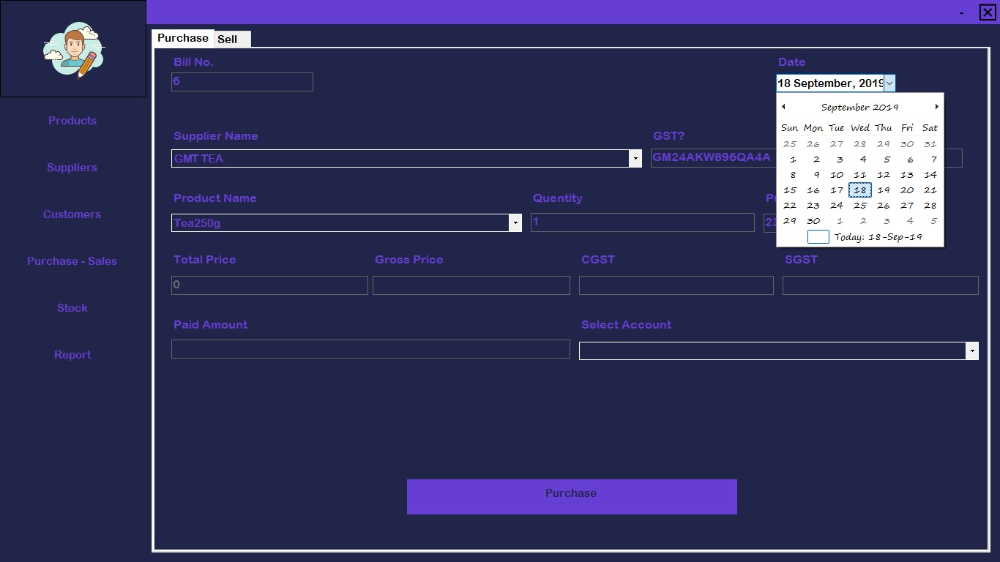 -
Purchase Sell
Bill No. Date
6 18 September, 2019
September 2019
Sun Mon Tue Wed Thu Fri Sat
25 26 27 28 29 30 31
1 2 3 4 5 6 7
8 9 10 11 12 13 14
15 16 17 18 19 20 21
22 23 24 25 26 27 28
29 30 1 2 3 4 5
Today: 18-Sep-19
Products
Suppliers
Customers
Purchase - Sales
Stock
Report
Supplier Name GST?
GMT TEA GM24AKW896QA4A
Product Name Quentity
Tea250g 1
Total Price Gross Price CGST SGST
0
Paid Amount Select Account
Purchase